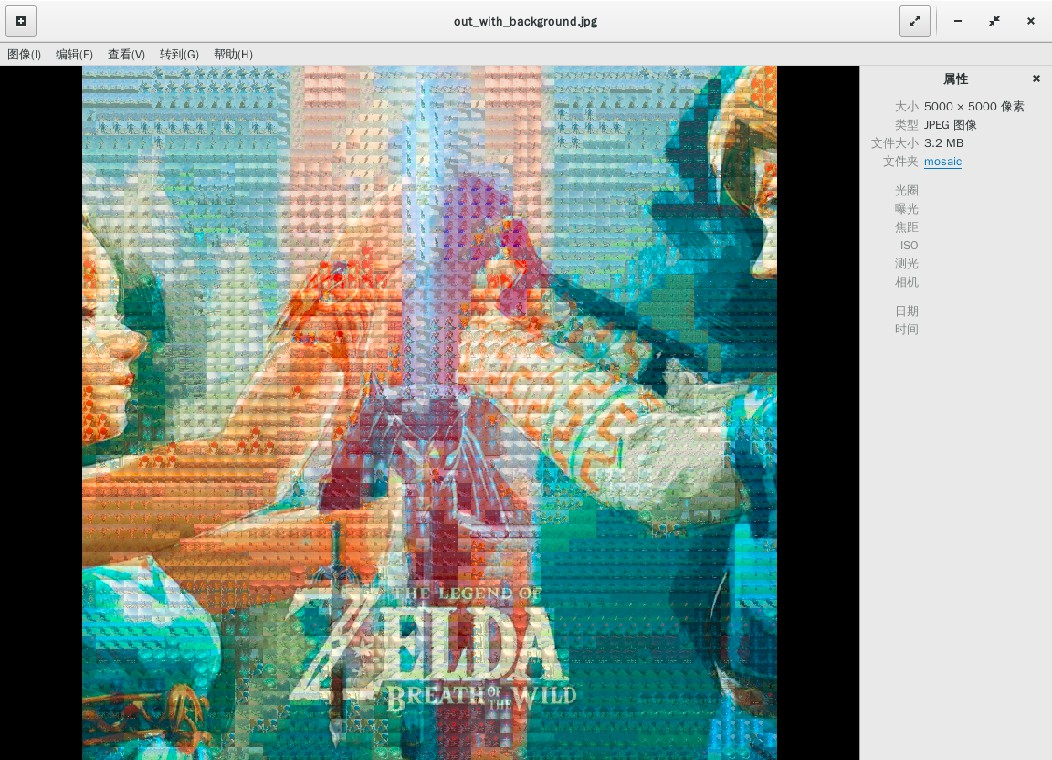 out_with_background.jpg
图像(I) 编辑(E) 查看(V) 转到(G) 帮助(H)
属性
大小 5000 × 5000 像素
类型 JPEG 图像
文件大小 3.2 MB
文件夹 mosaic
光圈
曝光
焦距
ISO
测光
相机
日期
时间
THE LEGEND OF
ZELDA
BREATH OF THE WILD